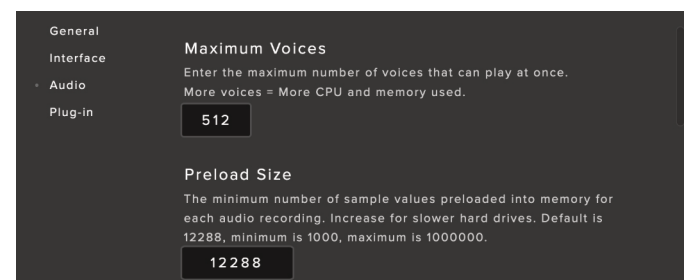 General
Interface
Audio
Plug-in
Maximum Voices
Enter the maximum number of voices that can play at once.
More voices = More CPU and memory used.
512
Preload Size
The minimum number of sample values preloaded into memory for
each audio recording. Increase for slower hard drives. Default is
12288, minimum is 1000, maximum is 1000000.
12288